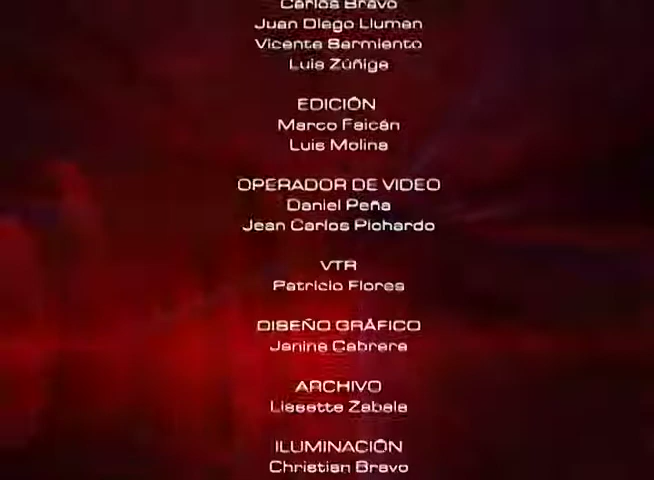 Carlos Bravo
Juan Diego Lluman
Vicente Sarmiento
Luis Zúñiga
EDICIÓN
Marco Faicán
Luis Molina
OPERADOR DE VIDEO
Daniel Peña
Jean Carlos Pichardo
VTR
Patricio Flores
DISEÑO GRÁFICO
Janina Cabrera
ARCHIVO
Lissette Zabala
ILUMINACIÓN
Christian Bravo